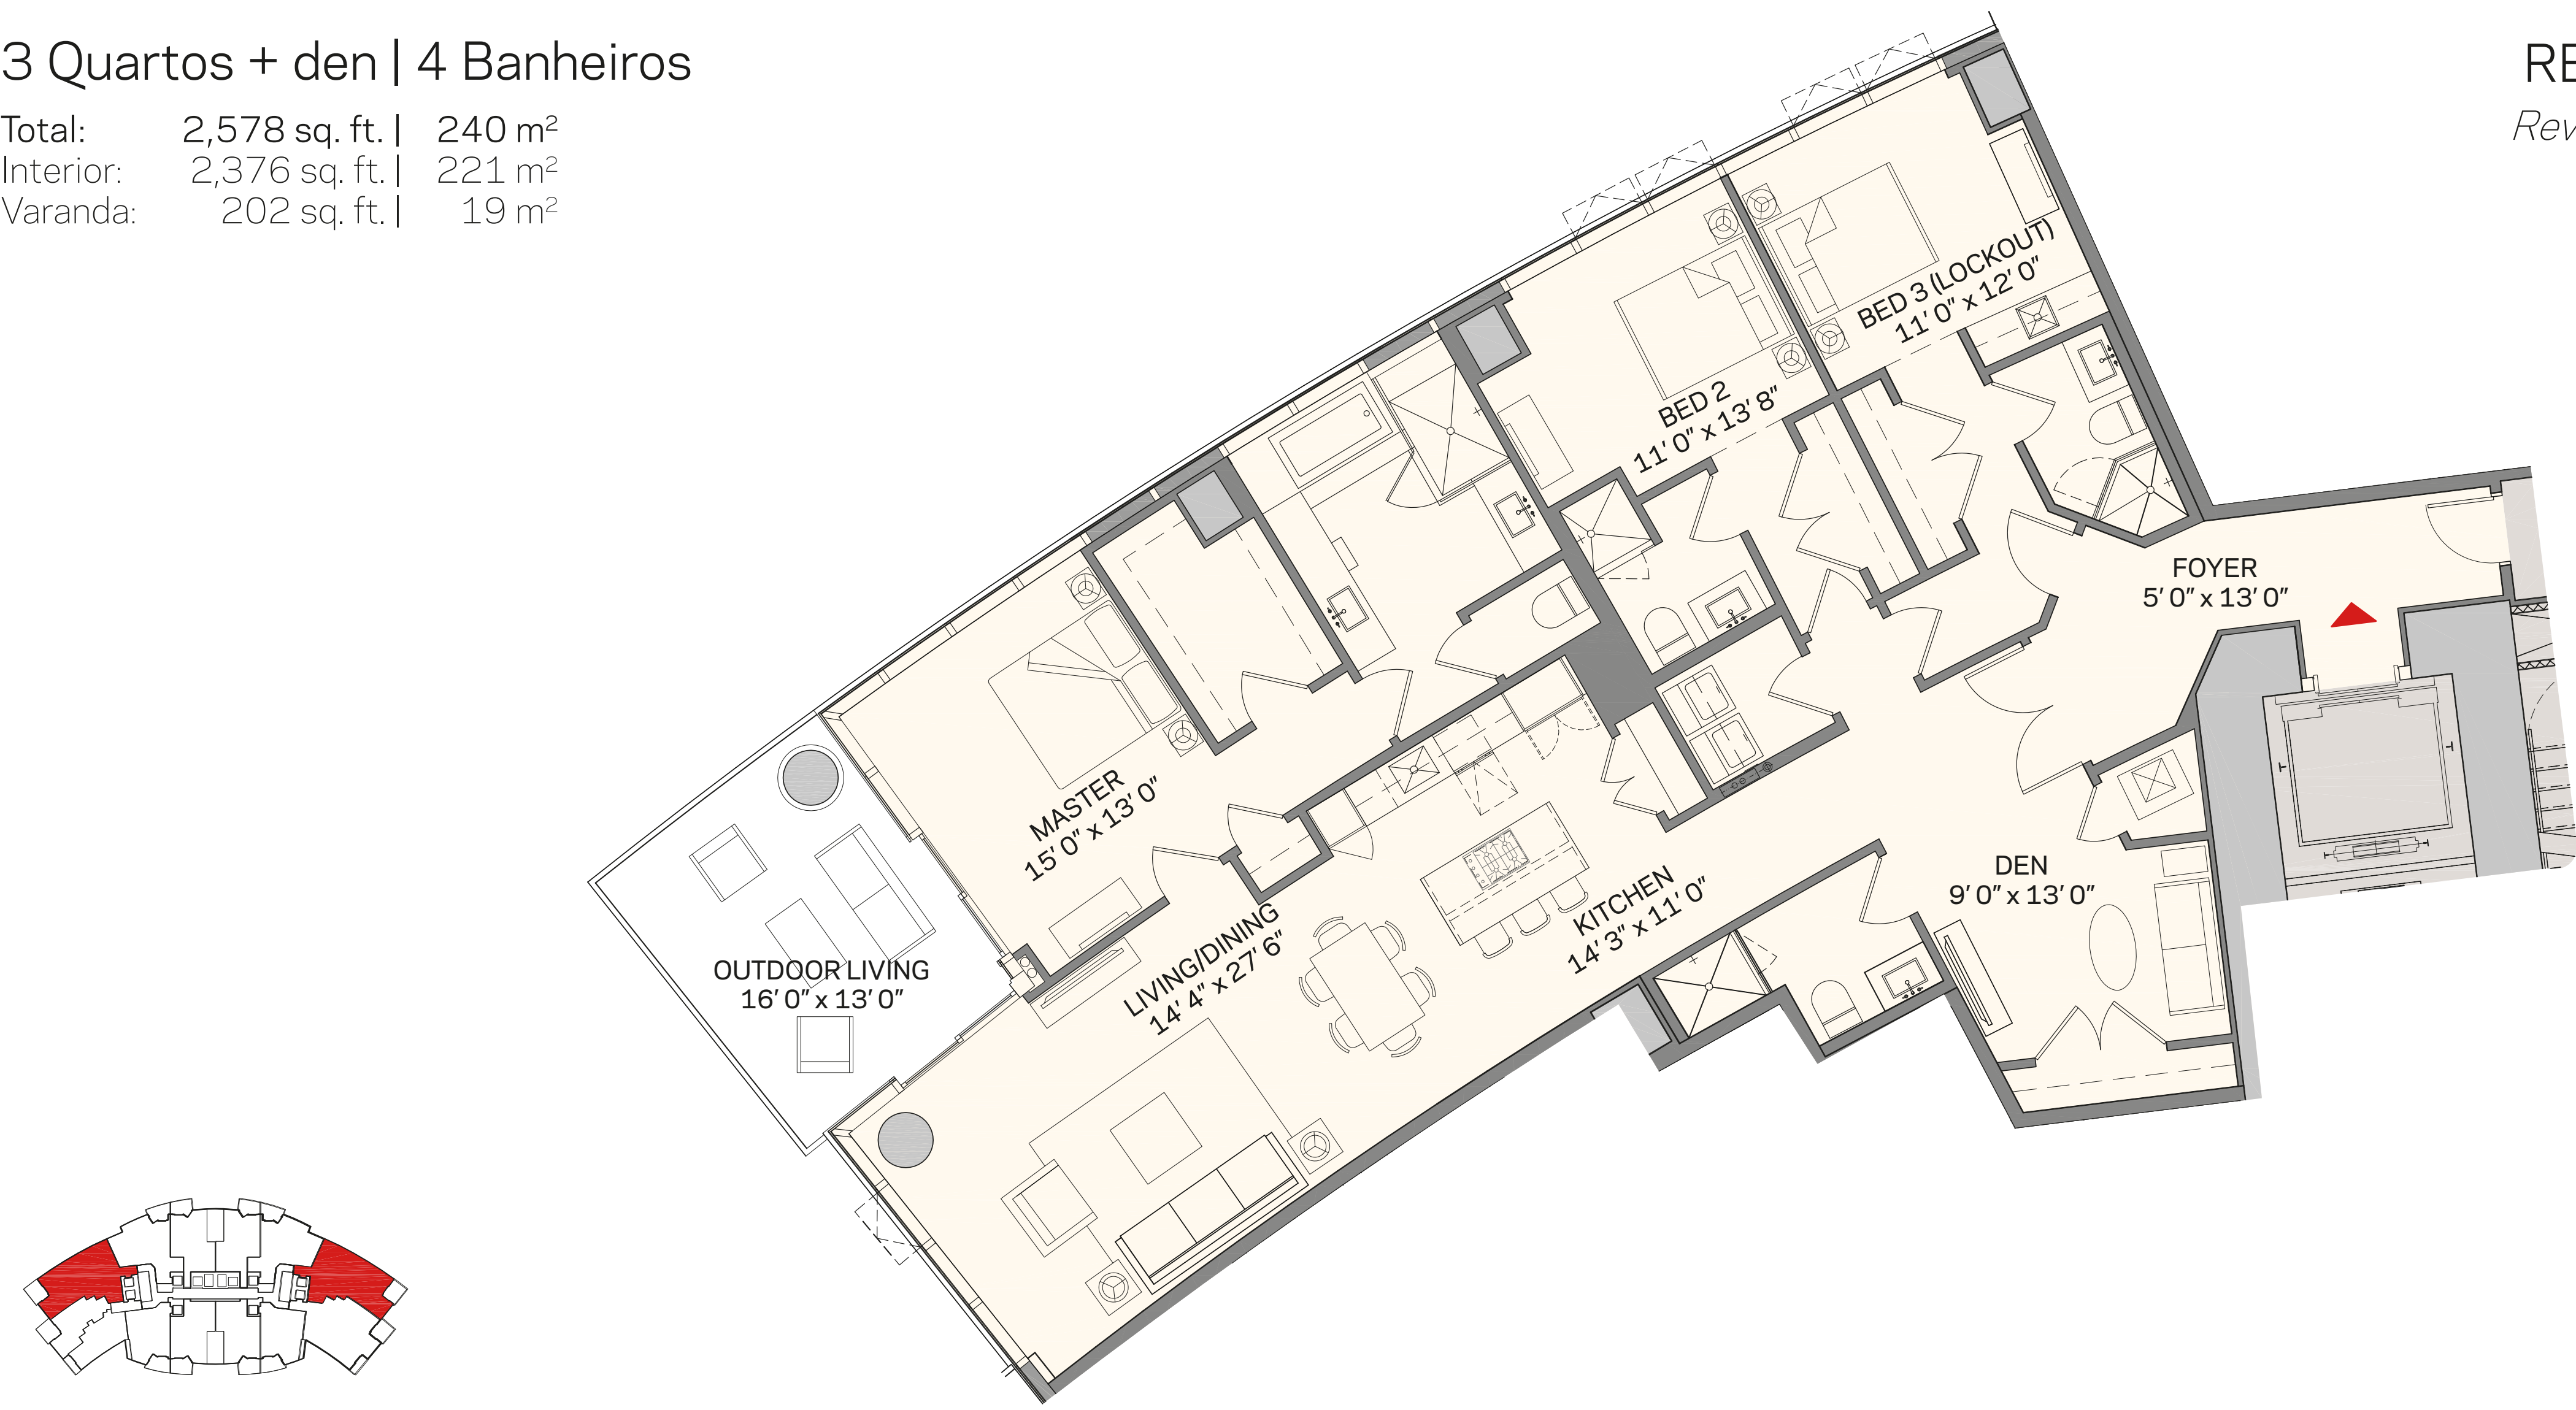 3 Quartos + den | 4 Banheiros
Total: 2,578 sq. ft. | 240 m²
Interior: 2,376 sq. ft. | 221 m²
Varanda: 202 sq. ft. | 19 m²
RE
Rev
BED 3 (LOCKOUT)
11' 0" x 12' 0"
BED 2
11' 0" x 13' 8"
FOYER
5' 0" x 13' 0"
MASTER
15' 0" x 13' 0"
DEN
9' 0" x 13' 0"
KITCHEN
14' 3" x 11' 0"
LIVING/DINING
14' 4" x 27' 6"
OUTDOOR LIVING
16' 0" x 13' 0"